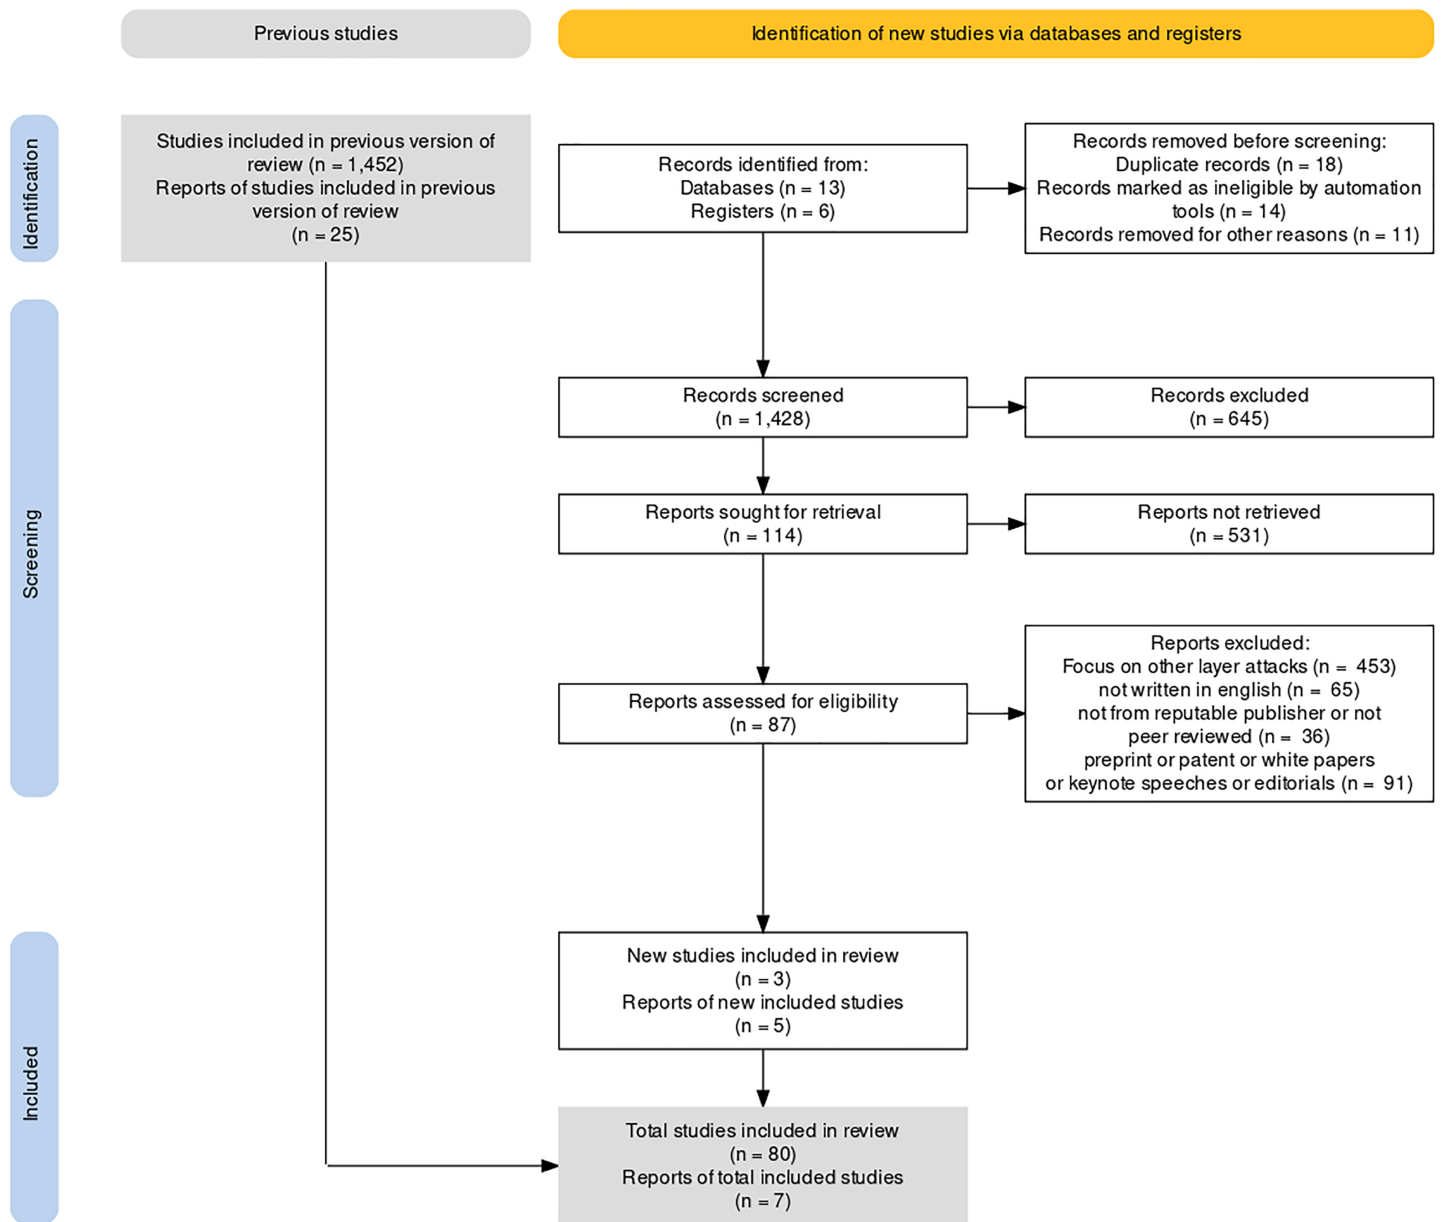 Previous studies
Identification of new studies via databases and registers
Identification
Studies included in previous version of
review (n = 1,452)
Reports of studies included in previous
version of review
(n = 25)
Records identified from:
Databases (n = 13)
Registers (n = 6)
Records removed before screening:
Duplicate records (n = 18)
Records marked as ineligible by automation
tools (n = 14)
Records removed for other reasons (n = 11)
Screening
Records screened
(n = 1,428)
Records excluded
(n = 645)
Reports sought for retrieval
(n = 114)
Reports not retrieved
(n = 531)
Reports assessed for eligibility
(n = 87)
Reports excluded:
Focus on other layer attacks (n = 453)
not written in english (n = 65)
not from reputable publisher or not
peer reviewed (n = 36)
preprint or patent or white papers
or keynote speeches or editorials (n = 91)
Included
New studies included in review
(n = 3)
Reports of new included studies
(n = 5)
Total studies included in review
(n = 80)
Reports of total included studies
(n = 7)